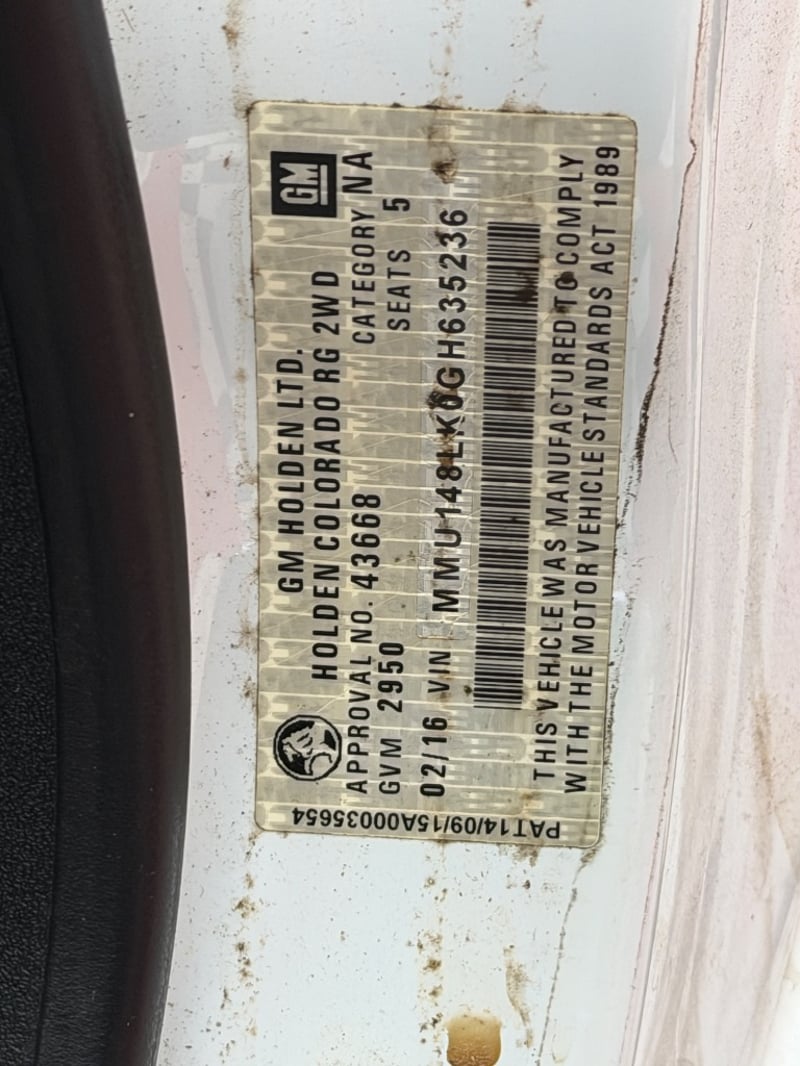 GM
GM HOLDEN LTD.
HOLDEN COLORADO RG 2WD
APPROVAL NO. 43668 CATEGORY NA
GVM 2950 SEATS 5
02/16 VIN MMU148LK0GH635236
THIS VEHICLE WAS MANUFACTURED TO COMPLY
WITH THE MOTOR VEHICLE STANDARDS ACT 1989
PAT14/09/15A00035654